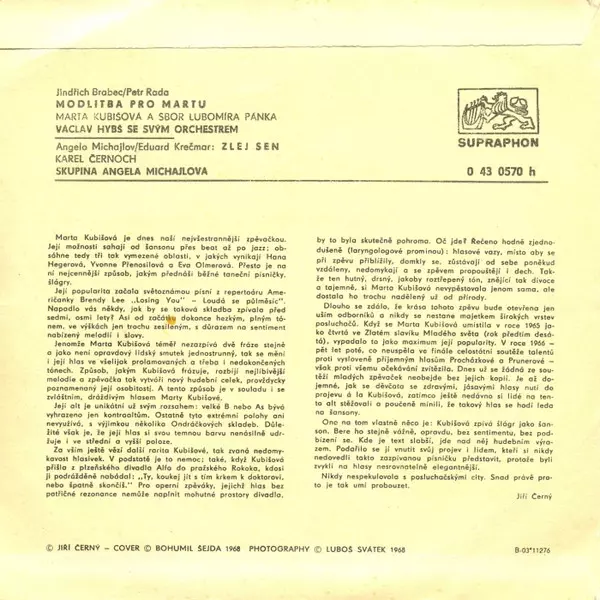 Jindřich Brabec/Petr Rada
MODLITBA PRO MARTU
MARTA KUBIŠOVÁ A SBOR LUBOMÍRA PÁNKA
VÁCLAV HYBŠ SE SVÝM ORCHESTREM
Angelo Michajlov/Eduard Krečmar: ZLEJ SEN
KAREL ČERNOCH
SKUPINA ANGELA MICHAJLOVA
SUPRAPHON
0 43 0570 h
Marta Kubišová je dnes naší nejvšestrannější zpěvačkou.
Její možnosti sahají od šansonu přes beat až po jazz; ob-
sáhne tedy tři tak vymezené oblasti, v jakých vynikají Hana
Hegerová, Yvonne Přenosilová a Eva Olmerová. Přesto je na
ní nejcennější způsob, jakým přednáší běžné taneční písničky,
šlágry.
Její popularita začala světoznámou písní z repertoáru Ame-
ričanky Brendy Lee „Losing You" – Loudá se půlměsíc".
Napadlo vás někdy, jak by se taková skladba zpívala před
sedmi, osmi lety? Asi od začátku dokonce hezkým, plným tó-
nem, ve výškách jen trochu zesíleným, s důrazem na sentiment
nabízený melodií i slovy.
Jenomže Marta Kubišová téměř nezazpívá dvě fráze stejně
a jako není opravdový lidský smutek jednostrunný, tak se mění
i její hlas ve všelijak prolamovaných a třeba i nedokončených
tónech. Způsob, jakým Kubišová frázuje, rozbíjí nejlíbivější
melodie a zpěvačka tak vytváří nový hudební celek, provždycky
poznamenaný její osobností. A tento způsob je v souladu i se
zvláštním, dráždivým hlasem Marty Kubišové.
Její alt je unikátní už svým rozsahem: velké B nebo As bývá
vyhrazeno jen kontraaltům. Ostatně tyto extrémní polohy ani
nevyužívá, s výjimkou několika Ondráčkových skladeb. Důle-
žité však je, že její hlas si svou temnou barvu nenásilně udr-
žuje i ve střední a vyšší poloze.
Za vším ještě vězí další rarita Kubišové, tak zvaná nedomy-
kavost hlasivek. V podstatě je to nemoc; také, když Kubišová
přišla z plzeňského divadla Alfa do pražského Rokoka, kdosi
jí podrážděně nabádal: „Ty, koukej jít s tím krkem k doktorovi,
nebo špatně skončíš." Pro operní zpěváky, jejichž hlas bez
patřičné rezonance nemůže naplnit mohutné prostory divadla,
by to byla skutečně pohroma. Oč jde? Řečeno hodně zjedno-
dušeně (laryngologové prominou): hlasové vazy, místo aby se
při zpěvu přiblížily, domkly se, zůstávají od sebe poněkud
vzdáleny, nedomykají a se zpěvem propouštějí i dech. Tak-
že ten hutný, drsný, jakoby roztřepený tón, znějící tak divoce
a tajemně, si Marta Kubišová nevypěstovala jenom sama, ale
dostala ho trochu nadělený už od přírody.
Dlouho se zdálo, že krása tohoto zpěvu bude otevřena jen
uším odborníků a nikdy se nestane majetkem širokých vrstev
posluchačů. Když se Marta Kubišová umístila v roce 1965 ja-
ko čtvrtá ve Zlatém slavíku Mladého světa (rok předtím desá-
tá), vypadalo to jako maximum její popularity. V roce 1966 –
pět let poté, co neuspěla ve finále celostátní soutěže talentů
proti vysloveně příjemným hlasům Procházkové a Prunerové –
však proti všemu očekávání zvítězila. Dnes už se žádná ze sou-
těží mladých zpěvaček neobejde bez jejích kopií. Je až do-
jemné, jak se děvčata se zdravými, jásavými hlasy nutí do
projevu à la Kubišová, zatímco ještě nedávno si lidé na ten-
to alt stěžovali a poučeně mínili, že takový hlas se hodí leda
na šansony.
Ono na tom vlastně něco je: Kubišová zpívá šlágr jako šan-
son. Bere ho stejně vážně, opravdu, bez sentimentu, bez pod-
bízení se. Kde je text slabší, jde nad něj hudebním výra-
zem. Podařilo se jí vnutit svůj projev i lidem, kteří si nikdy
nedovedli takto zazpívanou písničku představit, protože byli
zvyklí na hlasy nesrovnatelně elegantnější.
Nikdy nespekulovala s posluchačskými city. Snad právě pro-
to je tak umí probouzet.
Jiří Černý
© JIŘÍ ČERNÝ – COVER © BOHUMIL ŠEJDA 1968 PHOTOGRAPHY © LUBOŠ SVÁTEK 1968
B-03*11276